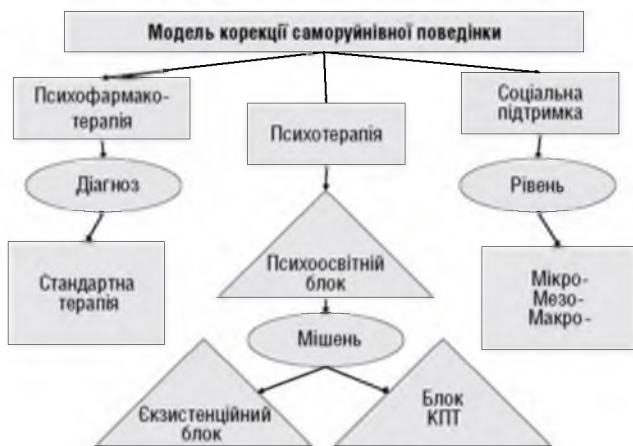 Модель корекції саморуйнівної поведінки
Психофармако-
терапія
Психотерапія
Соціальна
підтримка
Діагноз
Рівень
Стандартна
терапія
Психоосвітній
блок
Мікро-
Мезо-
Макро-
Мішень
Єкзистенційний
блок
Блок
КПТ